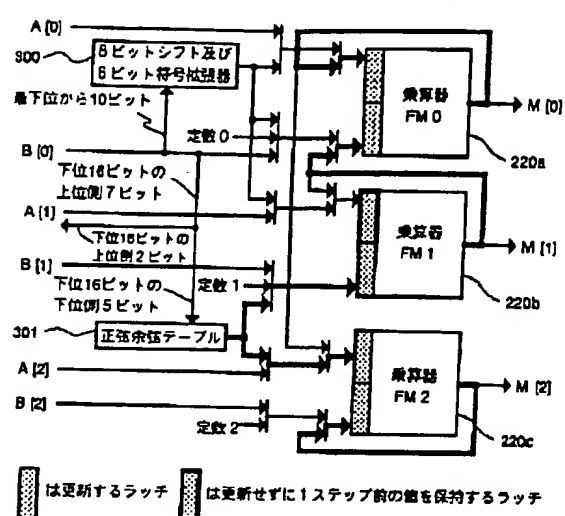 A[0]
300
8ビットシフト及び
6ビット符号拡張器
最下位から10ビット
定数0
B[0]
下位16ビットの
上位側7ビット
A[1]
下位16ビットの
上位側2ビット
B[1]
定数1
下位16ビットの
下位側5ビット
301
正弦余弦テーブル
A[2]
B[2]
定数2
乗算器
FM0
M[0]
220a
乗算器
FM1
M[1]
220b
乗算器
FM2
M[2]
220c
は更新するラッチ
は更新せずに1ステップ前の値を保持するラッチ